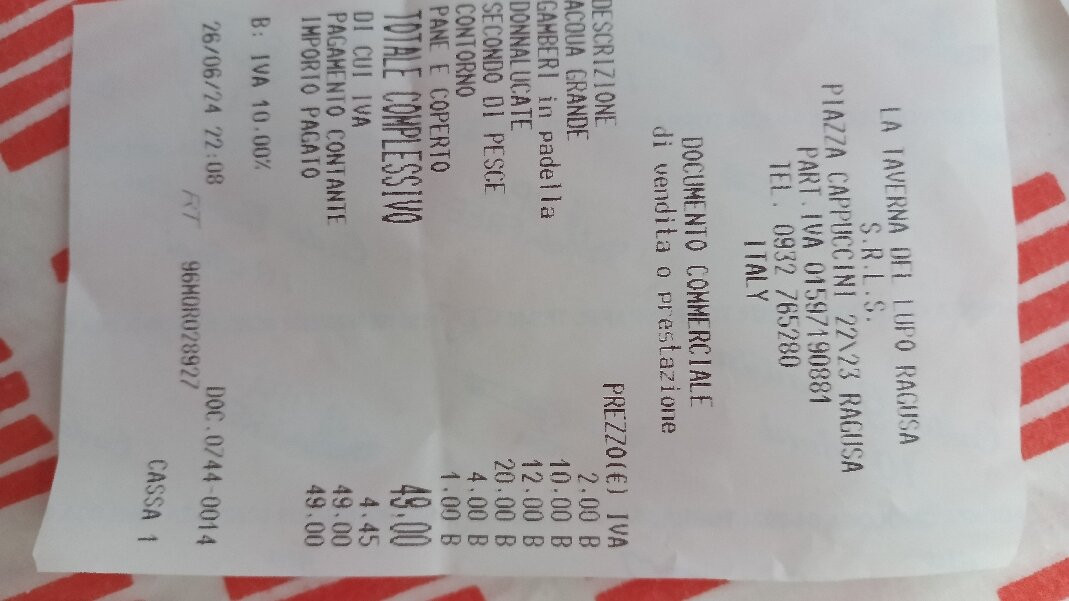 LA TAVERNA DEL LUPO RAGUSA
S.R.L.S.
PIAZZA CAPPUCCINI 22\23 RAGUSA
PART.IVA 01597190881
TEL. 0932 765280
ITALY
DOCUMENTO COMMERCIALE
di vendita o prestazione
DESCRIZIONE PREZZO(€) IVA
ACQUA GRANDE 2.00 B
GAMBERI in padella 10.00 B
DONNALUCATE 12.00 B
SECONDO DI PESCE 20.00 B
CONTORNO 4.00 B
PANE E COPERTO 1.00 B
TOTALE COMPLESSIVO 49.00
DI CUI IVA 4.45
PAGAMENTO CONTANTE 49.00
IMPORTO PAGATO 49.00
B: IVA 10.00%
26/06/24 22:08 DOC.0744-0014
RT 96MOR028927
CASSA 1